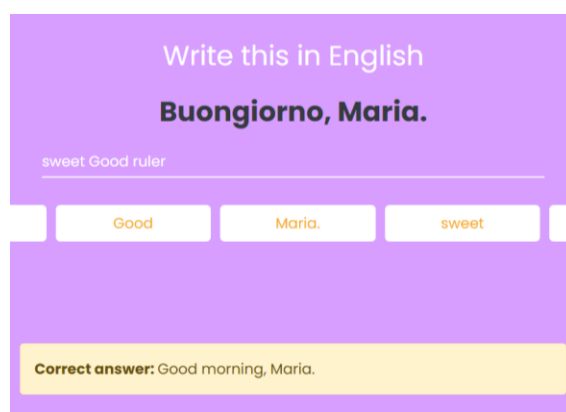 Write this in English
Buongiorno, Maria.
sweet Good ruler
Good Maria. sweet
Correct answer: Good morning, Maria.